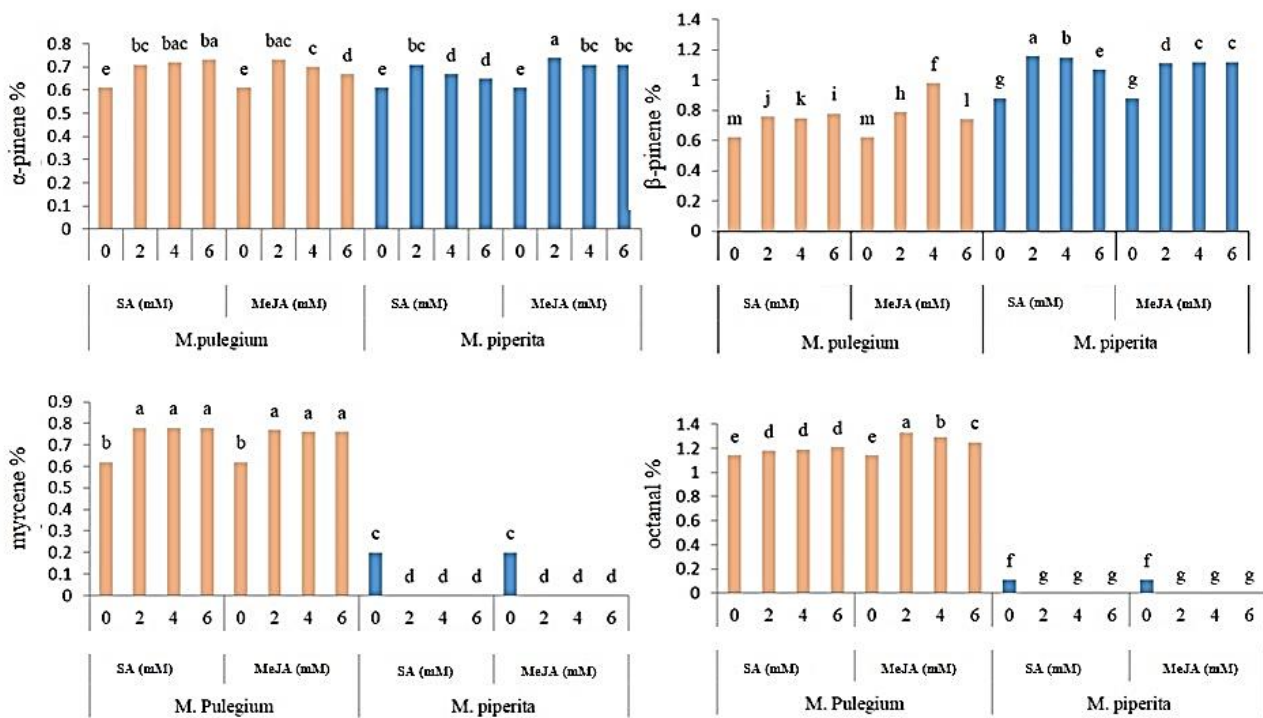 α-pinene %
0.8
0.7
0.6
0.5
0.4
0.3
0.2
0.1
0
e bc bac ba e bac c d e bc d d e a bc bc
0 2 4 6 0 2 4 6 0 2 4 6 0 2 4 6
SA (mM) MeJA (mM) SA (mM) MeJA (mM)
M.pulegium M. piperita
β-pinene %
1.4
1.2
1
0.8
0.6
0.4
0.2
0
m j k i m h f l g a b e g d c c
0 2 4 6 0 2 4 6 0 2 4 6 0 2 4 6
SA (mM) MeJA (mM) SA (mM) MeJA (mM)
M. pulegium M. piperita
myrcene %
0.9
0.8
0.7
0.6
0.5
0.4
0.3
0.2
0.1
0
b a a a b a a a c d d d c d d d
0 2 4 6 0 2 4 6 0 2 4 6 0 2 4 6
SA (mM) MeJA (mM) SA (mM) MeJA (mM)
M. Pulegium M. piperita
octanal %
1.4
1.2
1
0.8
0.6
0.4
0.2
0
e d d d e a b c f g g g f g g g
0 2 4 6 0 2 4 6 0 2 4 6 0 2 4 6
SA (mM) MeJA (mM) SA (mM) MeJA (mM)
M. Pulegium M. piperita